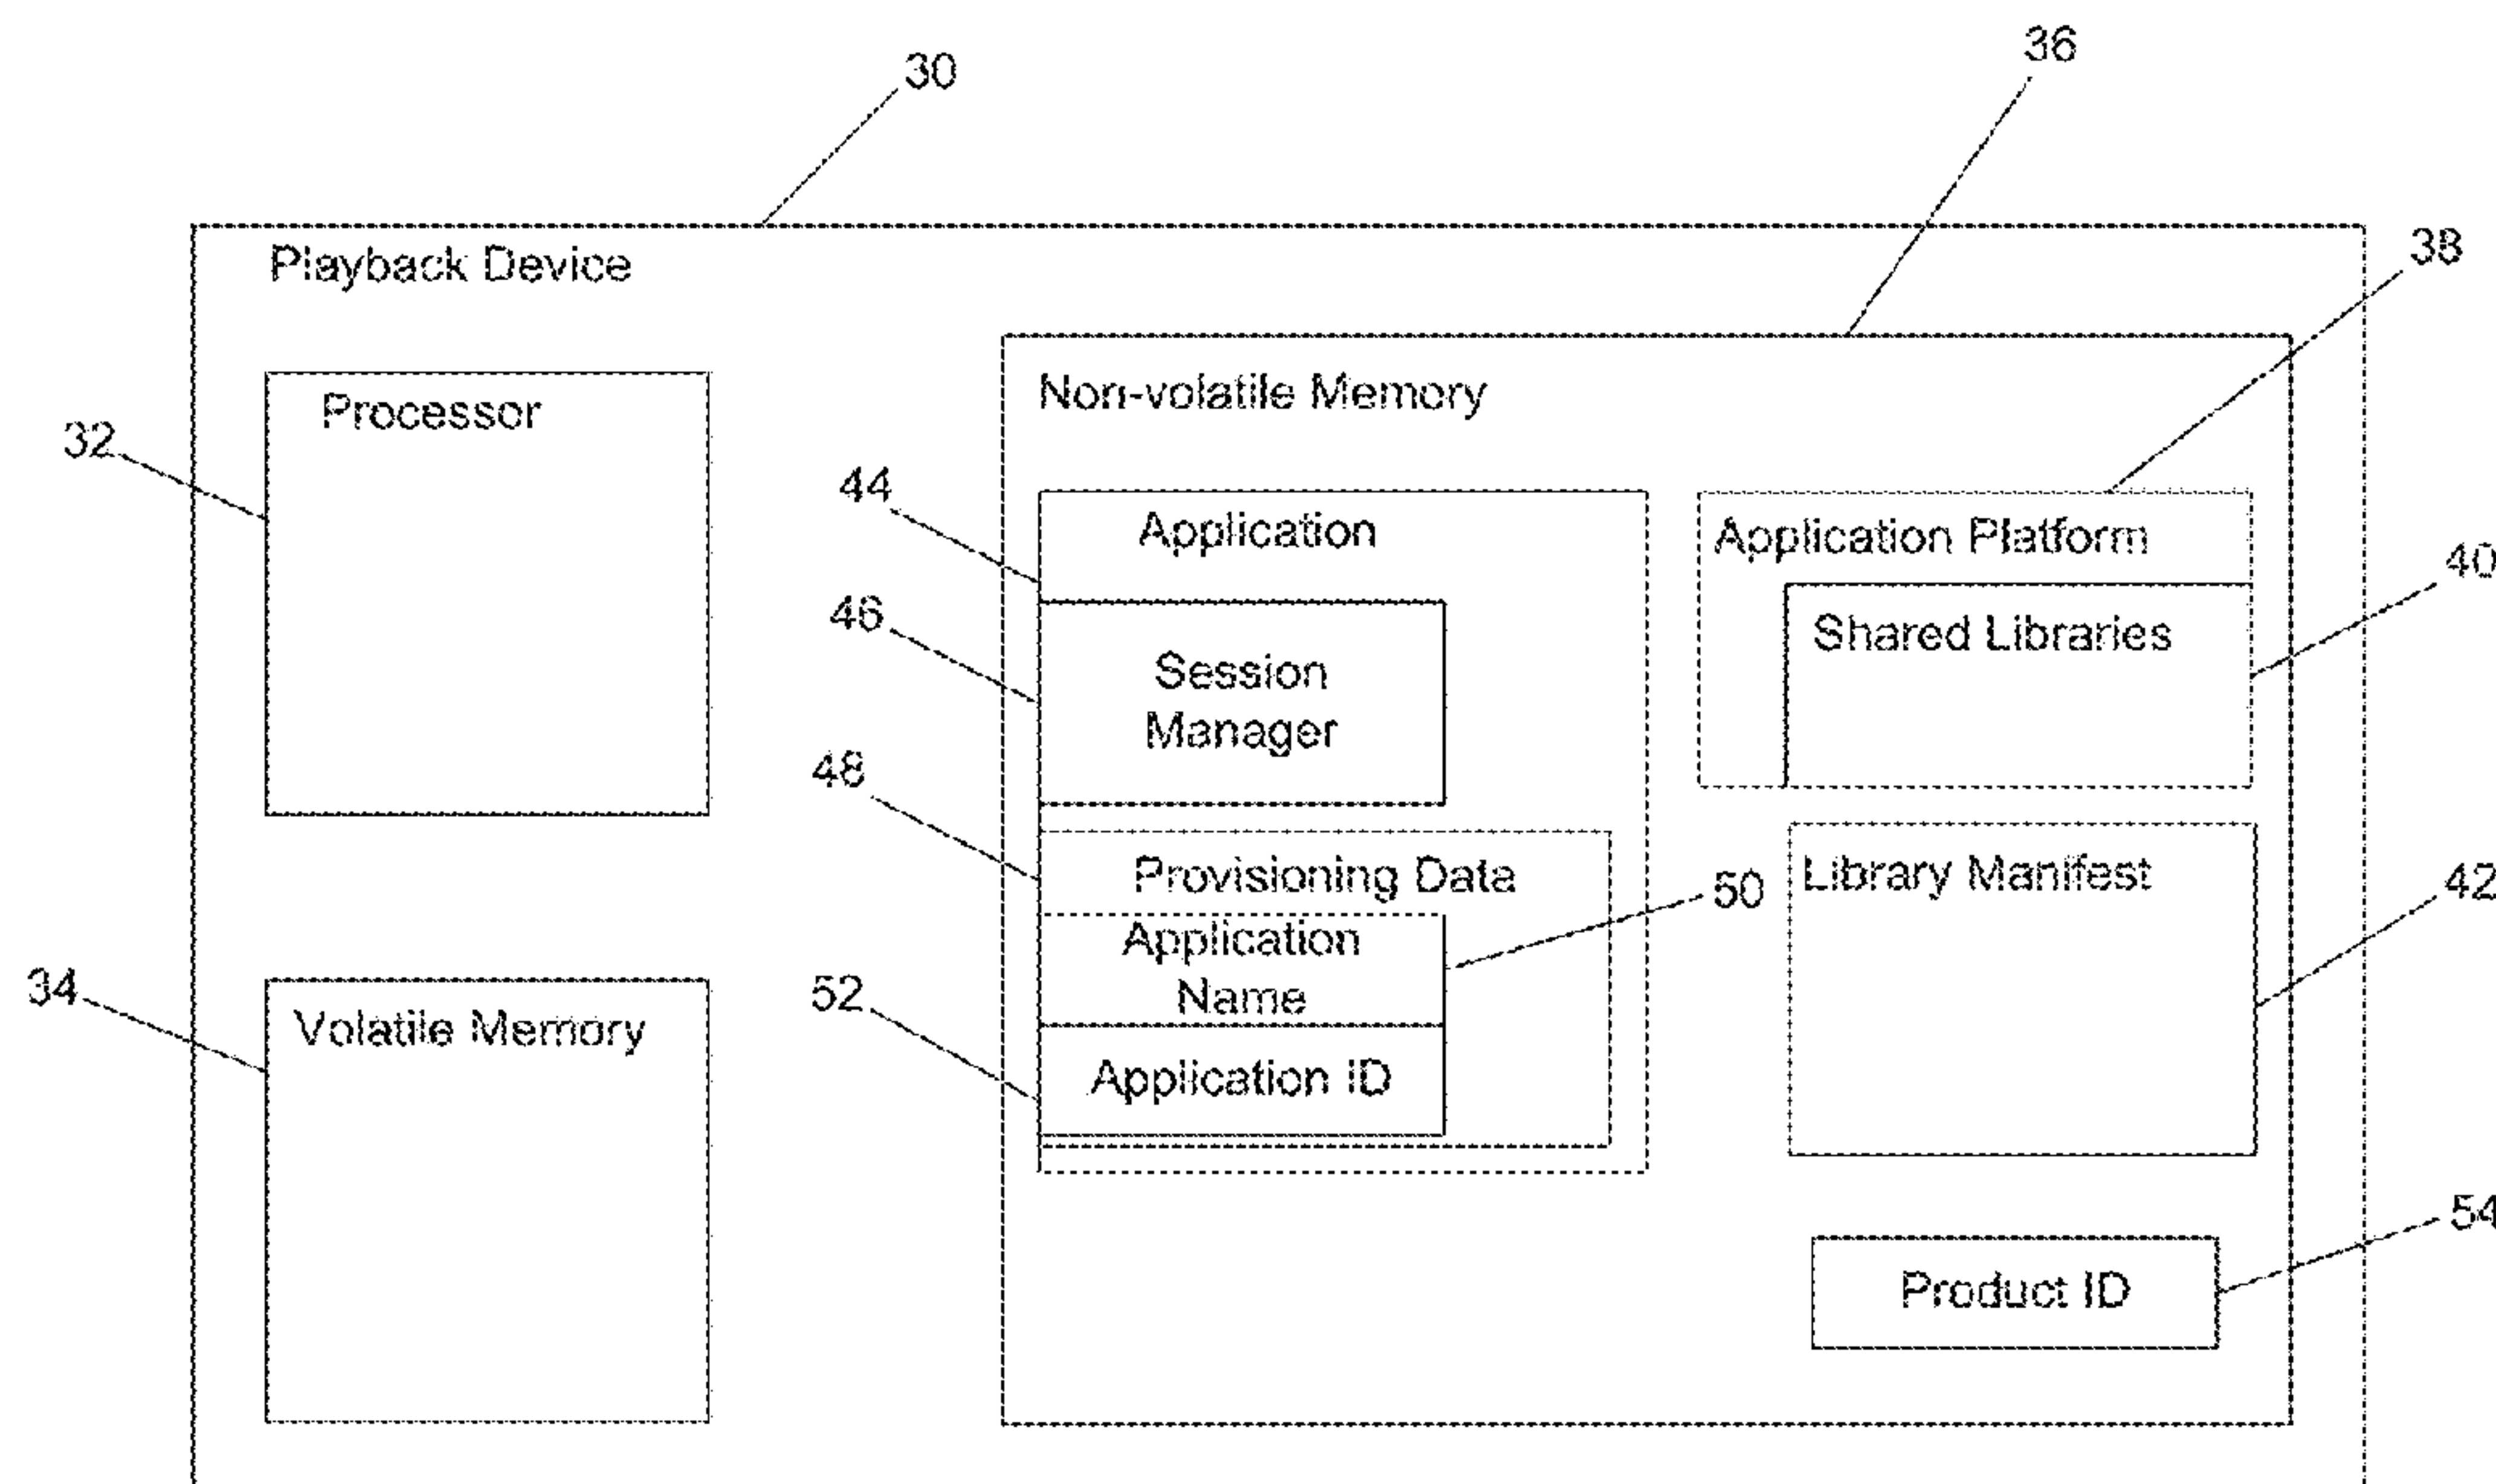 36
30
Playback Device
38
Non-volatile Memory
Processor
32
44
Application
Application Platform
40
46
Shared Libraries
Session
Manager
48
Provisioning Data
50
Library Manifest
42
Application
Name
34
52
Volatile Memory
Application ID
54
Product ID